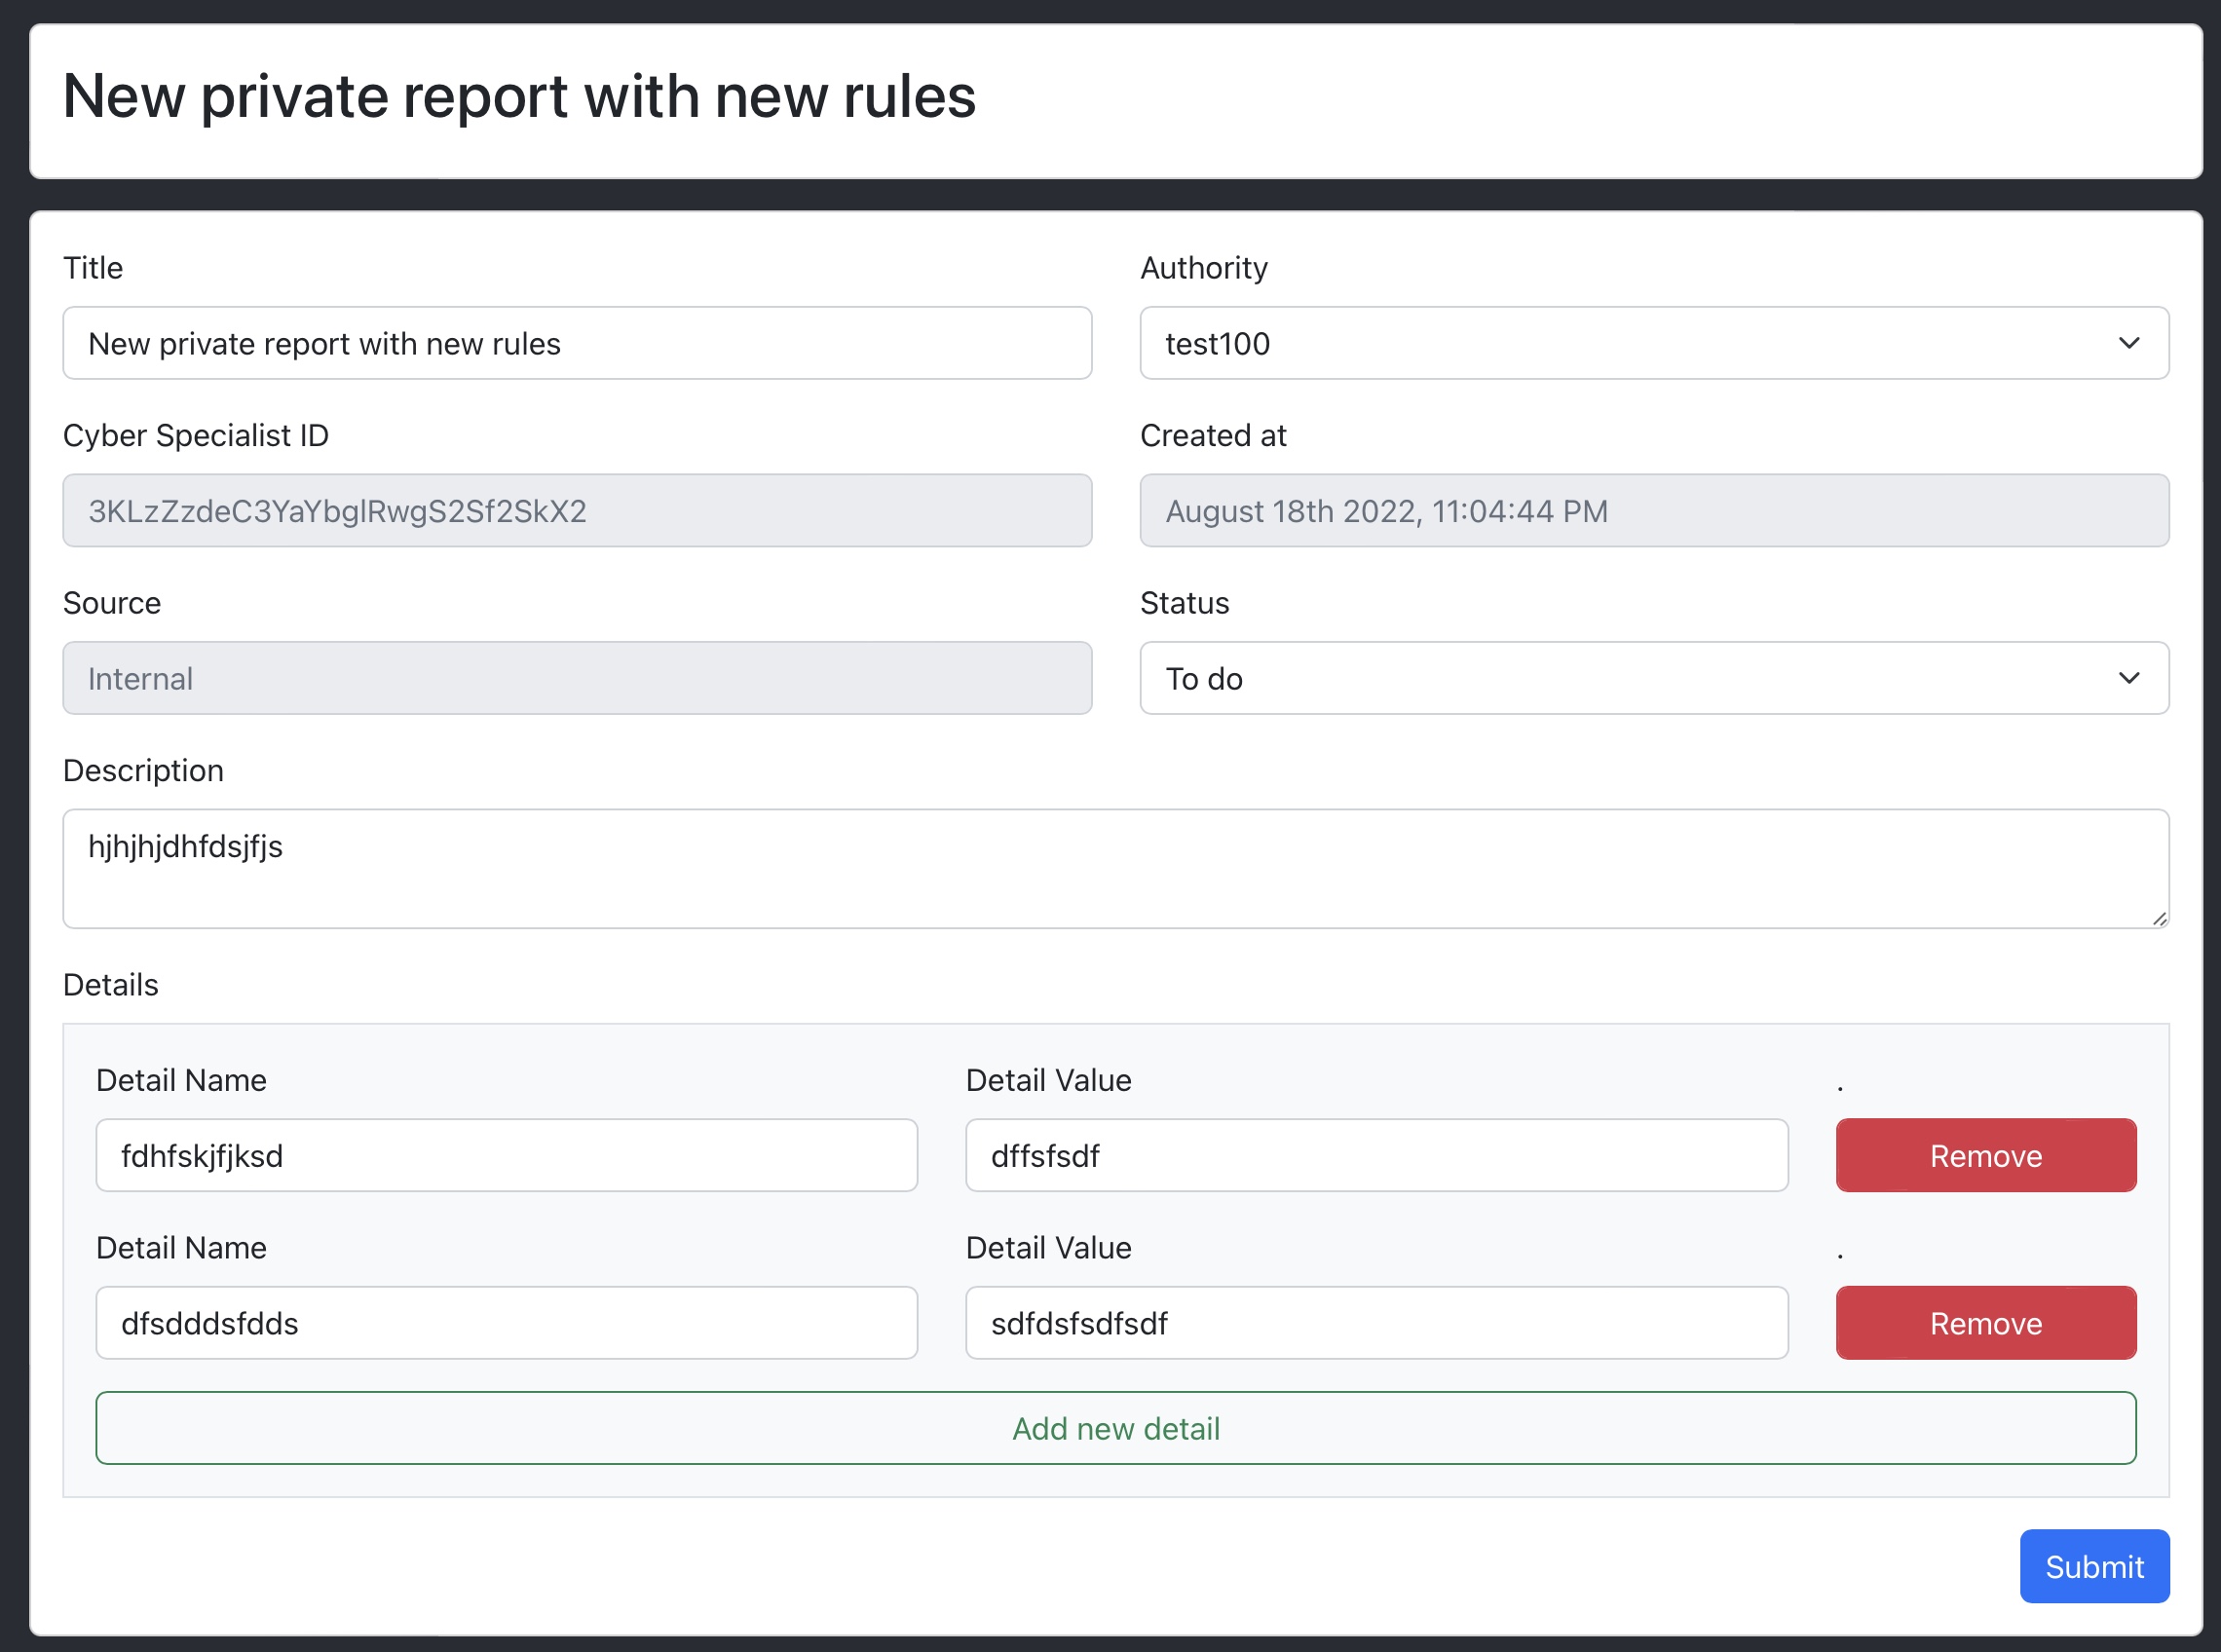 New private report with new rules
Title
Authority
New private report with new rules
test100
Cyber Specialist ID
Created at
3KLzZzdeC3YaYbglRwgS2Sf2SkX2
August 18th 2022, 11:04:44 PM
Source
Status
Internal
To do
Description
hjhjhjdhfdsjfjs
Details
Detail Name
Detail Value
.
fdhfskjfjksd
dffsfsdf
Remove
Detail Name
Detail Value
.
dfsdddsfdds
sdfdsfsdfsdf
Remove
Add new detail
Submit